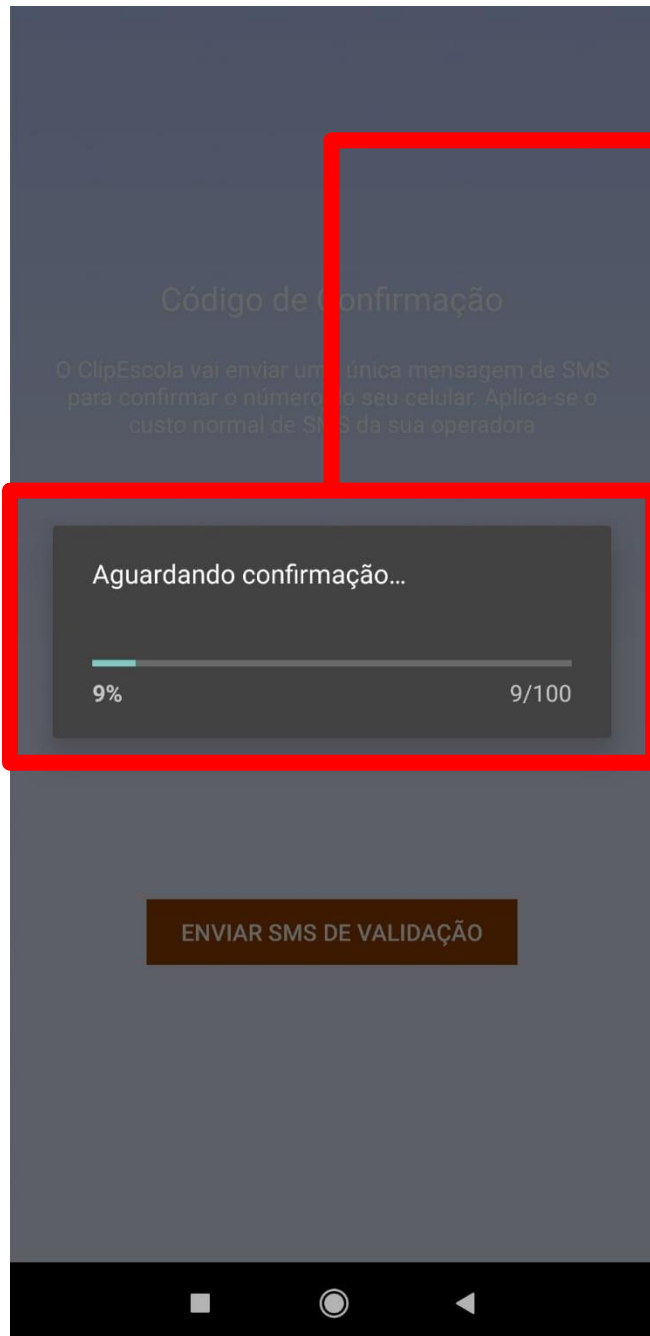 Código de Confirmação
O ClipEscola vai enviar uma única mensagem de SMS
para confirmar o número do seu celular. Aplica-se o
custo normal de SMS da sua operadora
Aguardando confirmação...
9%
9/100
ENVIAR SMS DE VALIDAÇÃO